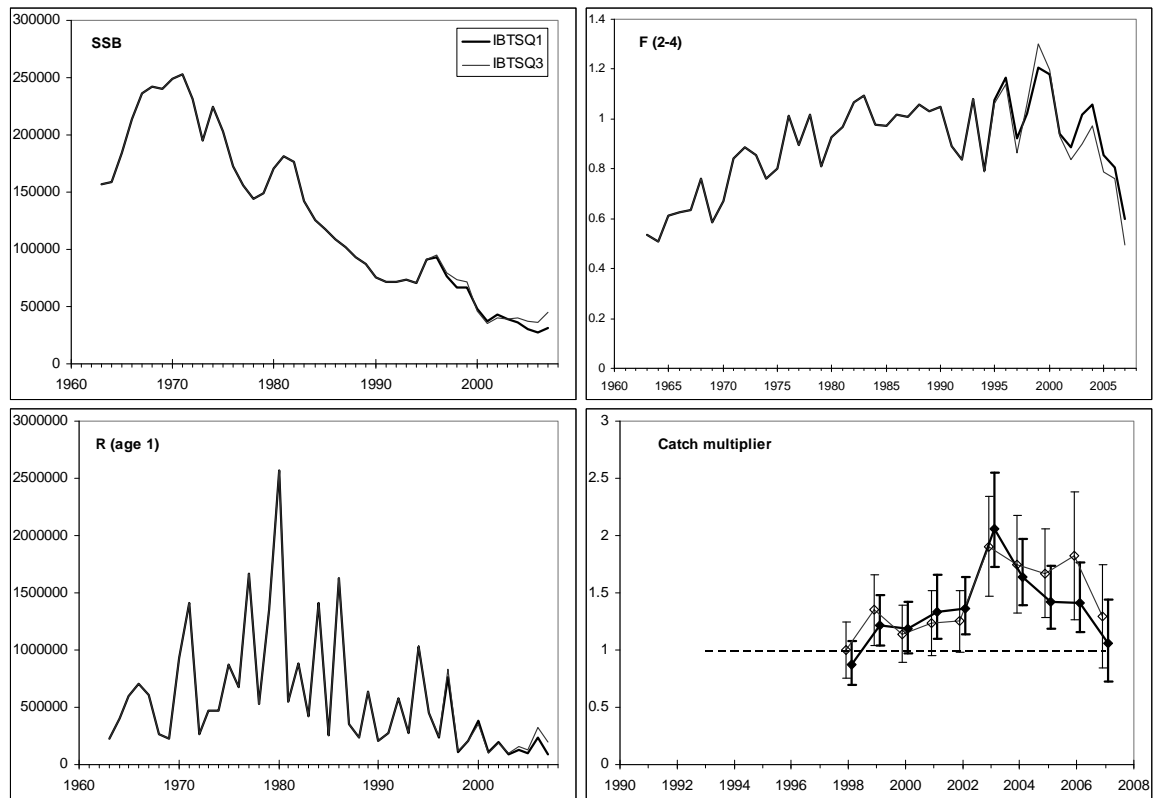 SSB
IBTSQ1
IBTSQ3
300000
250000
200000
150000
100000
50000
0
1960 1970 1980 1990 2000
F (2-4)
1.4
1.2
1
0.8
0.6
0.4
0.2
0
1960 1965 1970 1975 1980 1985 1990 1995 2000 2005
R (age 1)
3000000
2500000
2000000
1500000
1000000
500000
0
1960 1970 1980 1990 2000
Catch multiplier
3
2.5
2
1.5
1
0.5
0
1990 1992 1994 1996 1998 2000 2002 2004 2006 2008